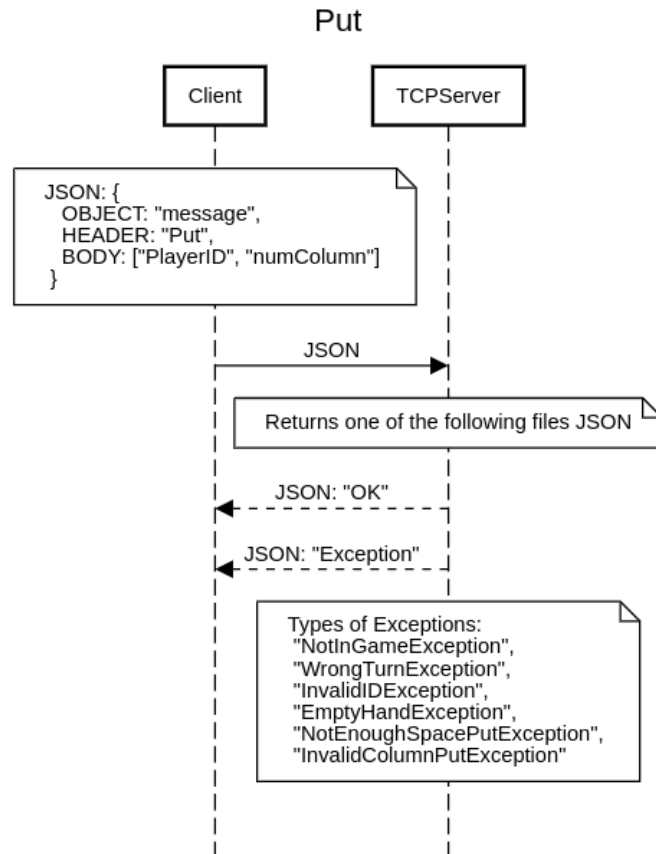 Put
Client
TCPServer
JSON: {
OBJECT: "message",
HEADER: "Put",
BODY: ["PlayerID", "numColumn"]
}
JSON
Returns one of the following files JSON
JSON: "OK"
JSON: "Exception"
Types of Exceptions:
"NotInGameException",
"WrongTurnException",
"InvalidIDException",
"EmptyHandException",
"NotEnoughSpacePutException",
"InvalidColumnPutException"